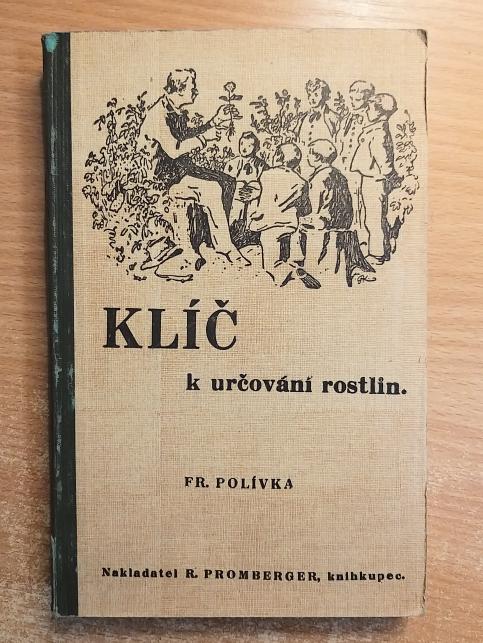 KLÍČ
k určování rostlin.
FR. POLÍVKA
Nakladatel R. PROMBERGER, knihkupec.